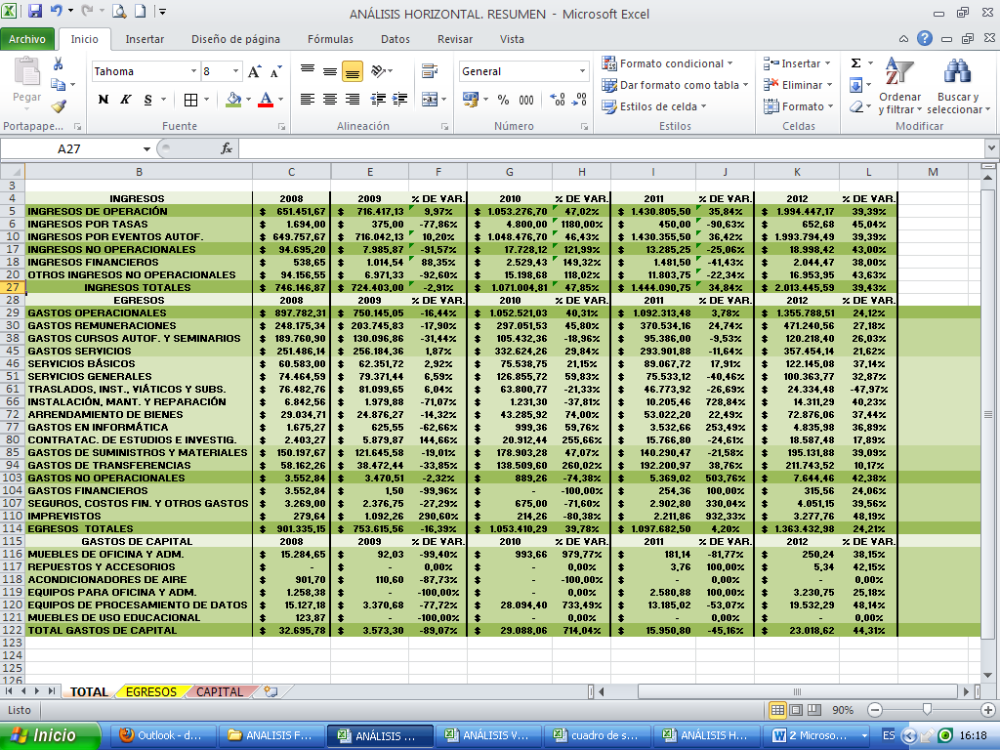 ANÁLISIS HORIZONTAL. RESUMEN - Microsoft Excel
Archivo Inicio Insertar Diseño de página Fórmulas Datos Revisar Vista
Pegar Tahoma 8 A A General Formato condicional Insertar Σ
N K S A % 000 Dar formato como tabla Eliminar Ordenar y filtrar Buscar y seleccionar
Estilos de celda Formato
Portapape... Fuente Alineación Número Estilos Celdas Modificar
A27 fx
B C E F G H I J K L M
3
4 INGRESOS 2008 2009 % DE VAR. 2010 % DE VAR. 2011 % DE VAR. 2012 % DE VAR.
5 INGRESOS DE OPERACIÓN $ 651.451,67 $ 716.417,13 9,97% $ 1.053.276,70 47,02% $ 1.430.805,50 35,84% $ 1.994.447,17 39,39%
6 INGRESOS POR TASAS $ 1.694,00 $ 375,00 -77,86% $ 4.800,00 1180,00% $ 450,00 -90,63% $ 652,68 45,04%
10 INGRESOS POR EVENTOS AUTOF. $ 649.757,67 $ 716.042,13 10,20% $ 1.048.476,70 46,43% $ 1.430.355,50 36,42% $ 1.993.794,49 39,39%
17 INGRESOS NO OPERACIONALES $ 94.695,20 $ 7.985,87 -91,57% $ 17.728,12 121,99% $ 13.285,25 -25,06% $ 18.998,42 43,00%
18 INGRESOS FINANCIEROS $ 538,65 $ 1.014,54 88,35% $ 2.529,43 149,32% $ 1.481,50 -41,43% $ 2.044,47 38,00%
20 OTROS INGRESOS NO OPERACIONALES $ 94.156,55 $ 6.971,33 -92,60% $ 15.198,68 118,02% $ 11.803,75 -22,34% $ 16.953,95 43,63%
27 INGRESOS TOTALES $ 746.146,87 $ 724.403,00 -2,91% $ 1.071.004,81 47,85% $ 1.444.090,75 34,84% $ 2.013.445,59 39,43%
28 EGRESOS 2008 2009 % DE VAR. 2010 % DE VAR. 2011 % DE VAR. 2012 % DE VAR.
29 GASTOS OPERACIONALES $ 897.782,31 $ 750.145,05 -16,44% $ 1.052.521,03 40,31% $ 1.092.313,48 3,78% $ 1.355.788,51 24,12%
30 GASTOS REMUNERACIONES $ 248.175,34 $ 203.745,83 -17,90% $ 297.051,53 45,80% $ 370.534,16 24,74% $ 471.240,56 27,18%
38 GASTOS CURSOS AUTOF. Y SEMINARIOS $ 189.760,90 $ 130.096,86 -31,44% $ 105.432,36 -18,96% $ 95.386,00 -9,53% $ 120.218,40 26,03%
45 GASTOS SERVICIOS $ 251.486,14 $ 256.184,36 1,87% $ 332.624,26 29,84% $ 293.901,88 -11,64% $ 357.454,14 21,62%
46 SERVICIOS BÁSICOS $ 60.583,00 $ 62.351,72 2,92% $ 75.538,75 21,15% $ 89.067,72 17,91% $ 122.145,08 37,14%
51 SERVICIOS GENERALES $ 74.464,59 $ 79.371,44 6,59% $ 126.855,72 59,83% $ 75.533,12 -40,46% $ 100.363,77 32,87%
61 TRASLADOS, INST., VIÁTICOS Y SUBS. $ 76.482,76 $ 81.099,65 6,04% $ 63.800,77 -21,33% $ 46.773,92 -26,69% $ 24.334,48 -47,97%
66 INSTALACIÓN, MANT. Y REPARACIÓN $ 6.842,56 $ 1.979,88 -71,07% $ 1.231,30 -37,81% $ 10.205,46 728,84% $ 14.311,29 40,23%
72 ARRENDAMIENTO DE BIENES $ 29.034,71 $ 24.876,27 -14,32% $ 43.285,92 74,00% $ 53.022,20 22,49% $ 72.876,06 37,44%
77 GASTOS EN INFORMÁTICA $ 1.675,27 $ 625,55 -62,66% $ 999,36 59,76% $ 3.532,66 253,49% $ 4.835,98 36,89%
80 CONTRATAC. DE ESTUDIOS E INVESTIG. $ 2.403,27 $ 5.879,87 144,66% $ 20.912,44 255,66% $ 15.766,80 -24,61% $ 18.587,48 17,89%
85 GASTOS DE SUMINISTROS Y MATERIALES $ 150.197,67 $ 121.645,58 -19,01% $ 178.903,28 47,07% $ 140.290,47 -21,58% $ 195.131,88 39,09%
94 GASTOS DE TRANSFERENCIAS $ 58.162,26 $ 38.472,44 -33,85% $ 138.509,60 260,02% $ 192.200,97 38,76% $ 211.743,52 10,17%
103 GASTOS NO OPERACIONALES $ 3.552,84 $ 3.470,51 -2,32% $ 889,26 -74,38% $ 5.369,02 503,76% $ 7.644,46 42,38%
104 GASTOS FINANCIEROS $ 3.552,84 $ 1,50 -99,96% $ - -100,00% $ 254,36 100,00% $ 315,56 24,06%
107 SEGUROS, COSTOS FIN. Y OTROS GASTOS $ 3.269,00 $ 2.376,75 -27,29% $ 675,00 -71,60% $ 2.902,80 330,04% $ 4.051,15 39,56%
110 IMPREVISTOS $ 279,64 $ 1.092,26 290,60% $ 214,26 -80,38% $ 2.211,86 932,33% $ 3.277,76 48,19%
114 EGRESOS TOTALES $ 901.335,15 $ 753.615,56 -16,39% $ 1.053.410,29 39,78% $ 1.097.682,50 4,20% $ 1.363.432,98 24,21%
115 GASTOS DE CAPITAL 2008 2009 % DE VAR. 2010 % DE VAR. 2011 % DE VAR. 2012 % DE VAR.
116 MUEBLES DE OFICINA Y ADM. $ 15.284,65 $ 92,03 -99,40% $ 993,66 979,77% $ 181,14 -81,77% $ 250,24 38,15%
117 REPUESTOS Y ACCESORIOS $ - $ - 0,00% $ - 0,00% $ 3,76 100,00% $ 5,34 42,15%
118 ACONDICIONADORES DE AIRE $ 901,70 $ 110,60 -87,73% $ - -100,00% $ - 0,00% $ - 0,00%
119 EQUIPOS PARA OFICINA Y ADM. $ 1.258,38 $ - -100,00% $ - 0,00% $ 2.580,88 100,00% $ 3.230,75 25,18%
120 EQUIPOS DE PROCESAMIENTO DE DATOS $ 15.127,18 $ 3.370,68 -77,72% $ 28.094,40 733,49% $ 13.185,02 -53,07% $ 19.532,29 48,14%
121 MUEBLES DE USO EDUCACIONAL $ 123,87 $ - -100,00% $ - 0,00% $ - 0,00% $ - 0,00%
122 TOTAL GASTOS DE CAPITAL $ 32.695,78 $ 3.573,30 -89,07% $ 29.088,06 714,04% $ 15.950,80 -45,16% $ 23.018,62 44,31%
123
124
125
126
TOTAL EGRESOS CAPITAL
Listo 90%
Inicio Outlook - d... ANALISIS F... ANÁLISIS ... ANÁLISIS V... cuadro de s... ANÁLISIS H... 2 Microso... ES 16:18